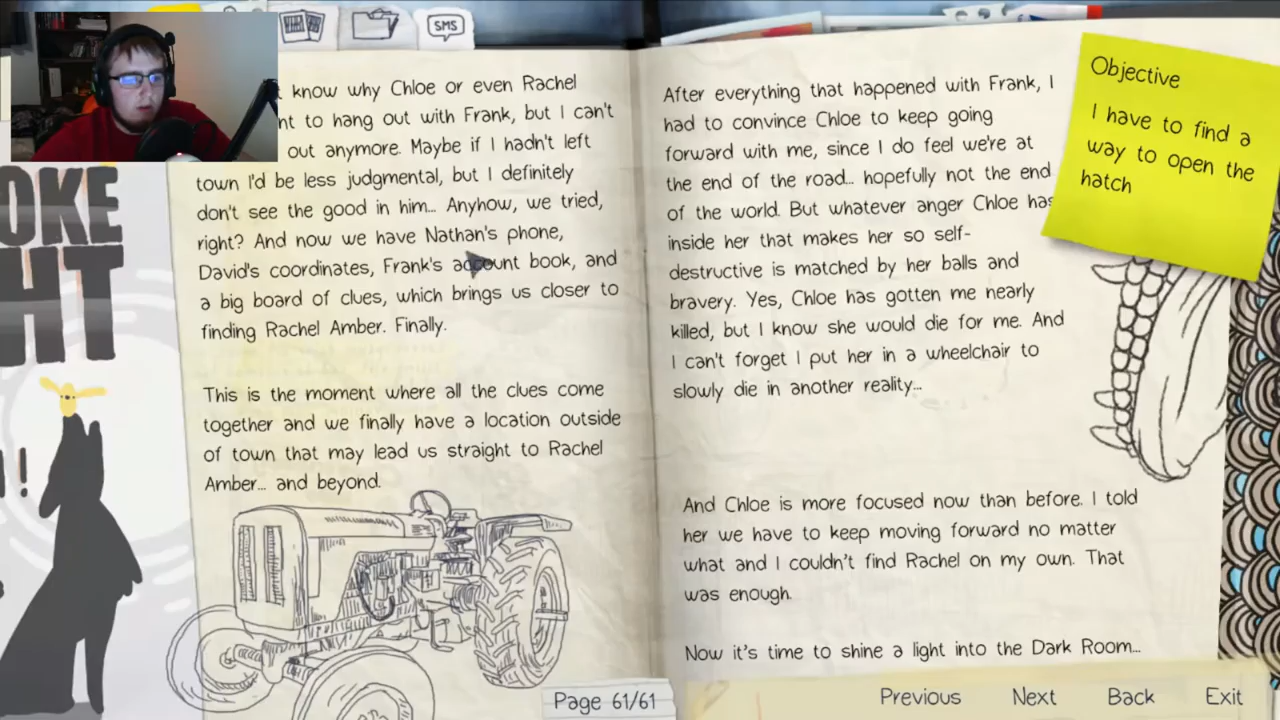 SMS
know why Chloe or even Rachel
to hang out with Frank, but I can't
out anymore. Maybe if I hadn't left
town I'd be less judgmental, but I definitely
don't see the good in him... Anyhow, we tried,
right? And now we have Nathan's phone,
David's coordinates, Frank's account book, and
a big board of clues, which brings us closer to
finding Rachel Amber. Finally.
This is the moment where all the clues come
together and we finally have a location outside
of town that may lead us straight to Rachel
Amber... and beyond.
After everything that happened with Frank, I
had to convince Chloe to keep going
forward with me, since I do feel we're at
the end of the road... hopefully not the end
of the world. But whatever anger Chloe has
inside her that makes her so self-
destructive is matched by her balls and
bravery. Yes, Chloe has gotten me nearly
killed, but I know she would die for me. And
I can't forget I put her in a wheelchair to
slowly die in another reality...
And Chloe is more focused now than before. I told
her we have to keep moving forward no matter
what and I couldn't find Rachel on my own. That
was enough.
Now it's time to shine a light into the Dark Room...
Objective
I have to find a
way to open the
hatch
Page 61/61
Previous Next Back Exit